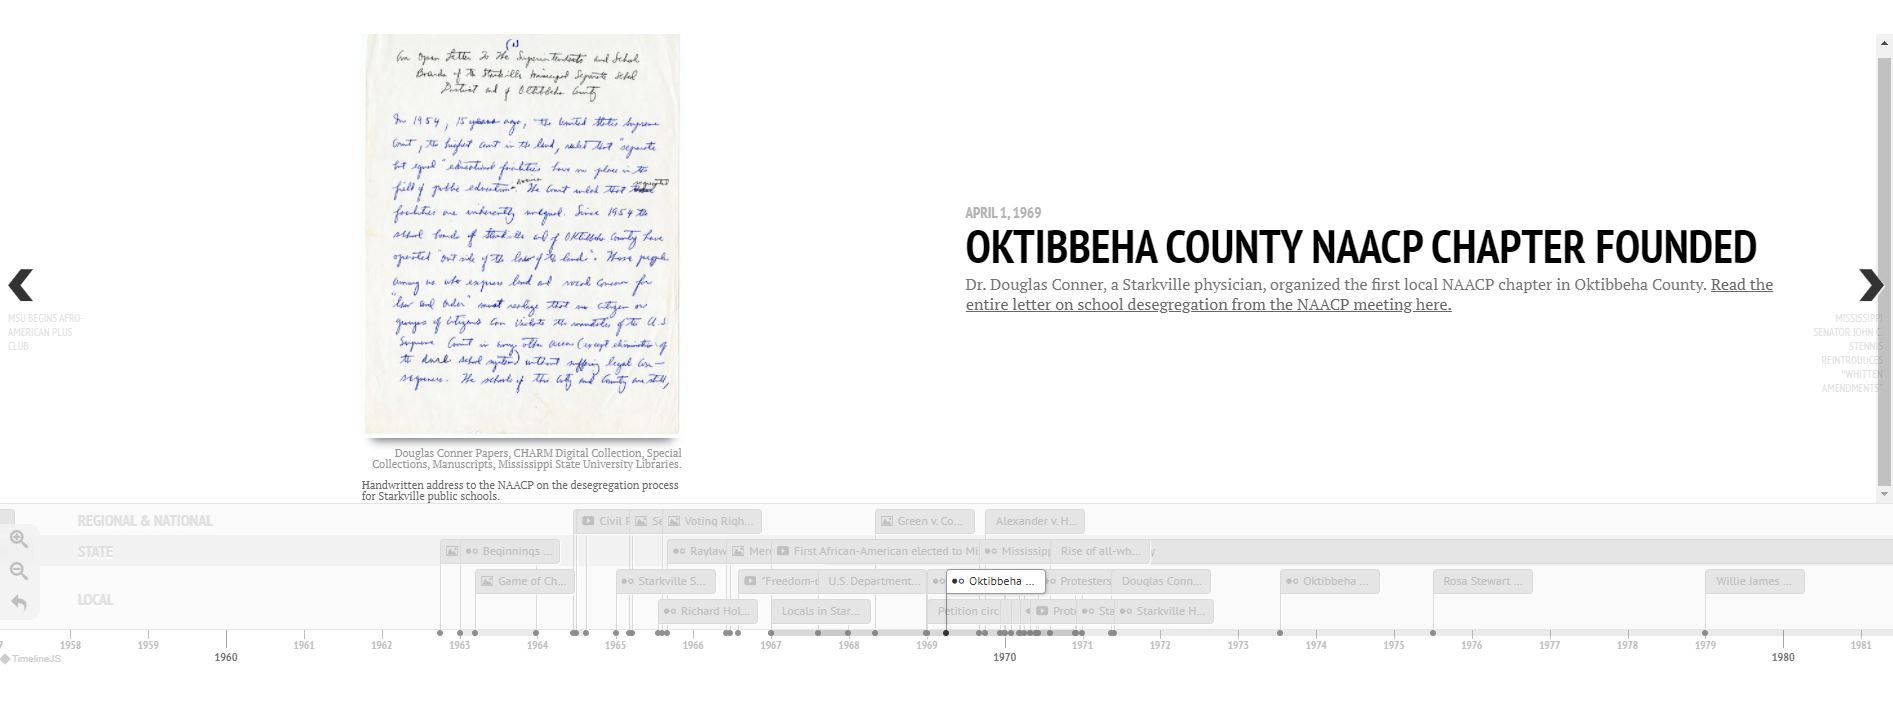 (1)
An Open Letter To The Superintendents and School
Boards of the Starkville Municipal Separate School
District and of Oktibbeha County
In 1954, 15 years ago, the United States Supreme
Court, the highest court in the land, ruled that "separate
but equal" educational facilities have no place in the
field of public education. The Court ruled that segregated
facilities are inherently unequal. Since 1954 the
school boards of Starkville and of Oktibbeha County have
operated "out side of the law of the land". Those people
among us who express loud and vocal concern for
"law and order" must realize that no citizen or
groups of citizens can violate the mandates of the U.S.
Supreme Court in many other areas (except elimination of
the dual school system) without suffering legal con-
sequences. The schools of this City and County are still,
Douglas Conner Papers, CHARM Digital Collection, Special
Collections, Manuscripts, Mississippi State University Libraries.
Handwritten address to the NAACP on the desegregation process
for Starkville public schools.
APRIL 1, 1969
OKTIBBEHA COUNTY NAACP CHAPTER FOUNDED
Dr. Douglas Conner, a Starkville physician, organized the first local NAACP chapter in Oktibbeha County. Read the
entire letter on school desegregation from the NAACP meeting here.
MSU BEGINS AFRO-
AMERICAN PLUS
CLUB
MISSISSIPPI
SENATOR JOHN C.
STENNIS
REINTRODUCES
"WHITTEN
AMENDMENTS"
REGIONAL & NATIONAL
Civil R
Se
Voting Righ...
Green v. Co...
Alexander v. H...
STATE
Beginnings ...
Raylaw
Mer
First African-American elected to Mi
Mississipp
Rise of all-wh...
y
Game of Ch...
Starkville S...
"Freedom-o
U.S. Department...
Oktibbeha ...
Protesters
Douglas Conn...
Oktibbeha ...
Rosa Stewart ...
Willie James ...
LOCAL
Richard Hol...
Locals in Star...
Petition circ
Prote
Sta
Starkville H...
7 1958 1959 1960 1961 1962 1963 1964 1965 1966 1967 1968 1969 1970 1971 1972 1973 1974 1975 1976 1977 1978 1979 1980 1981
TimelineJS